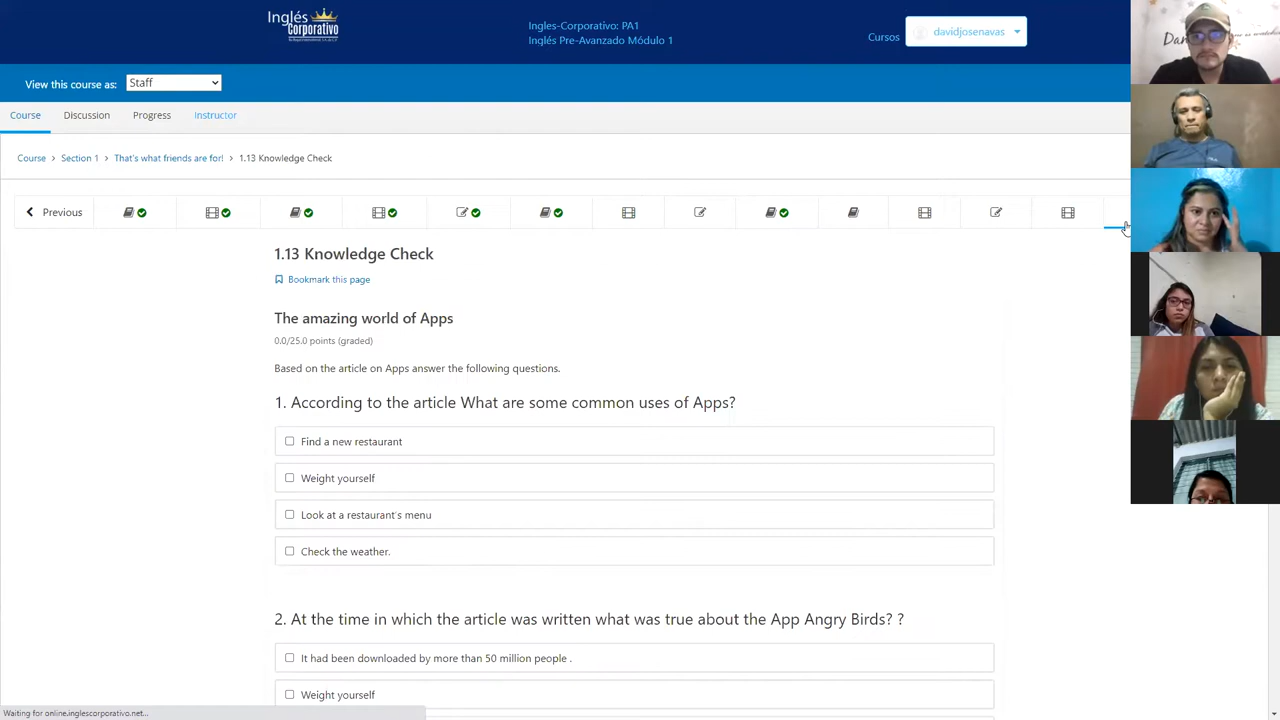 Inglés
Corporativo
Ingles-Corporativo: PA1
Inglés Pre-Avanzado Módulo 1
Cursos
davidjosenavas
View this course as:
Staff
Course
Discussion
Progress
Instructor
Course > Section 1 > That's what friends are for! > 1.13 Knowledge Check
Previous
1.13 Knowledge Check
Bookmark this page
The amazing world of Apps
0.0/25.0 points (graded)
Based on the article on Apps answer the following questions.
1. According to the article What are some common uses of Apps?
Find a new restaurant
Weight yourself
Look at a restaurant's menu
Check the weather.
2. At the time in which the article was written what was true about the App Angry Birds? ?
It had been downloaded by more than 50 million people .
Weight yourself
Waiting for online.inglescorporativo.net...